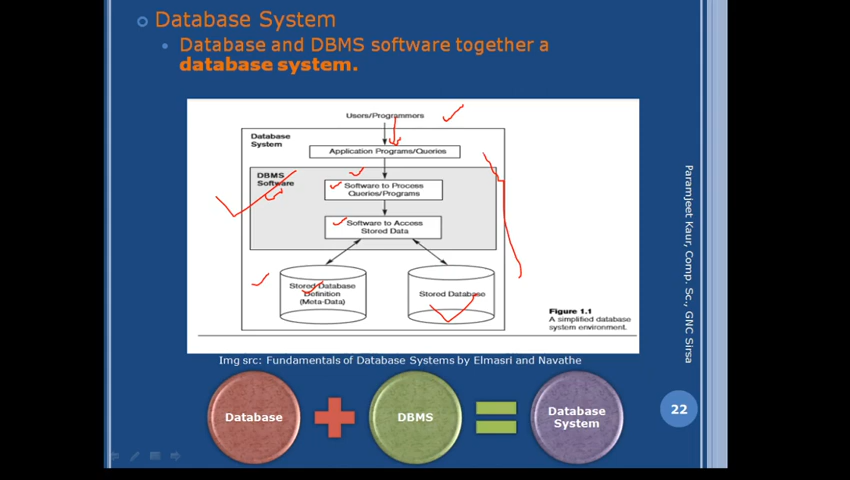 Database System
Database and DBMS software together a
database system.
Users/Programmers
Database
System
Application Programs/Queries
DBMS
Software
Software to Process
Queries/Programs
Software to Access
Stored Data
Stored Database
Definition
(Meta-Data)
Stored Database
Figure 1.1
A simplified database
system environment.
Img src: Fundamentals of Database Systems by Elmasri and Navathe
Database
DBMS
Database
System
22
Paramjeet Kaur, Comp. Sc., GNC Sirsa